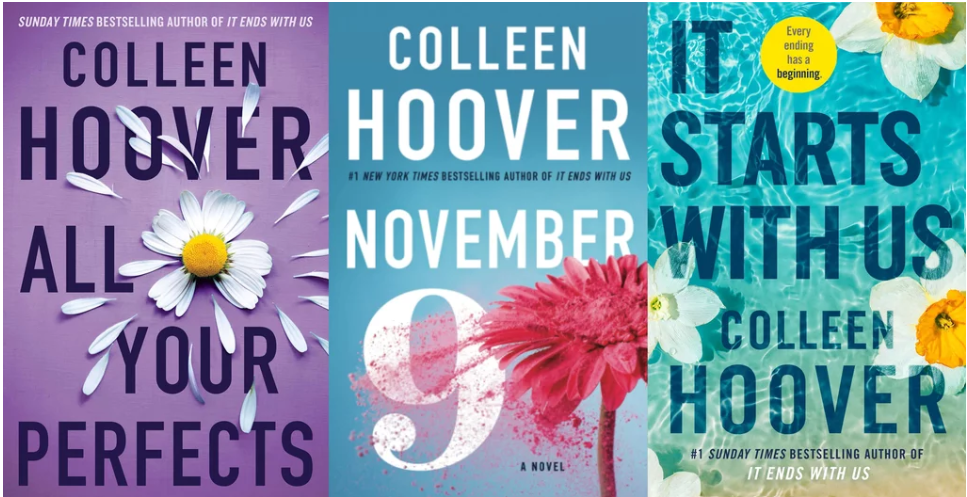 SUNDAY TIMES BESTSELLING AUTHOR OF IT ENDS WITH US
COLLEEN
HOOVER
ALL
YOUR
PERFECTS
COLLEEN
HOOVER
#1 NEW YORK TIMES BESTSELLING AUTHOR OF IT ENDS WITH US
NOVEMBER
9
A NOVEL
IT
Every
ending
has a
beginning.
STARTS
WITH US
COLLEEN
HOOVER
#1 SUNDAY TIMES BESTSELLING AUTHOR OF
IT ENDS WITH US